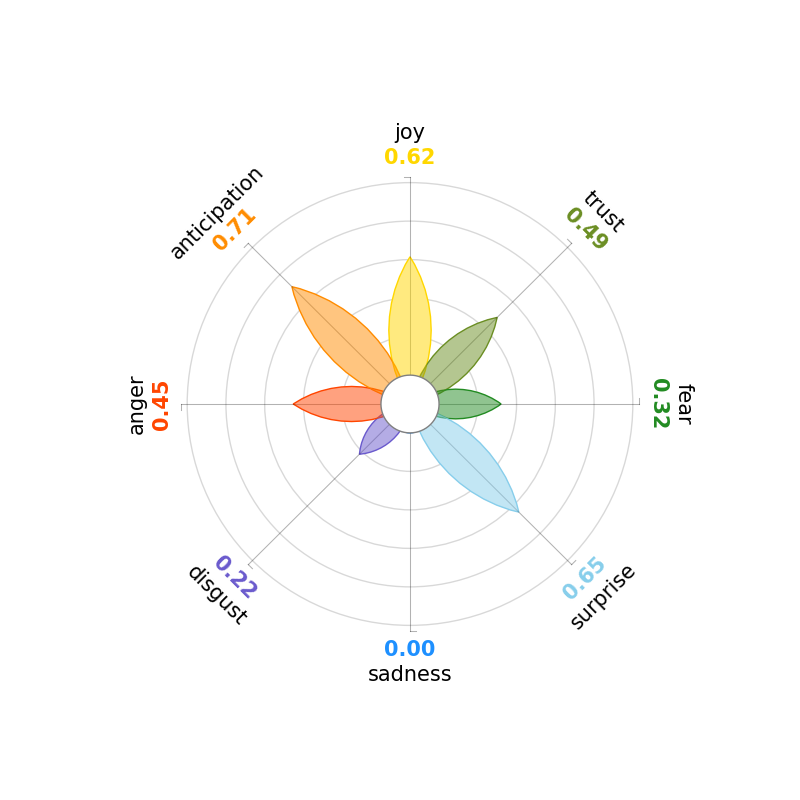 joy
0.62
trust
0.49
fear
0.32
surprise
0.65
0.00
sadness
disgust
0.22
anger
0.45
anticipation
0.71